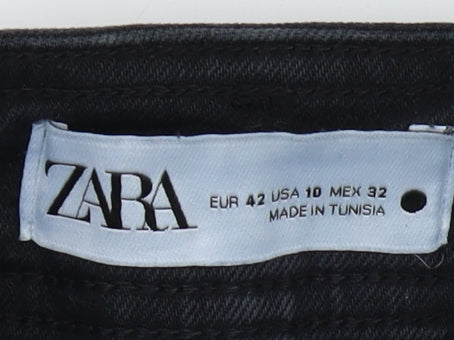 ZARA
EUR 42 USA 10 MEX 32
MADE IN TUNISIA